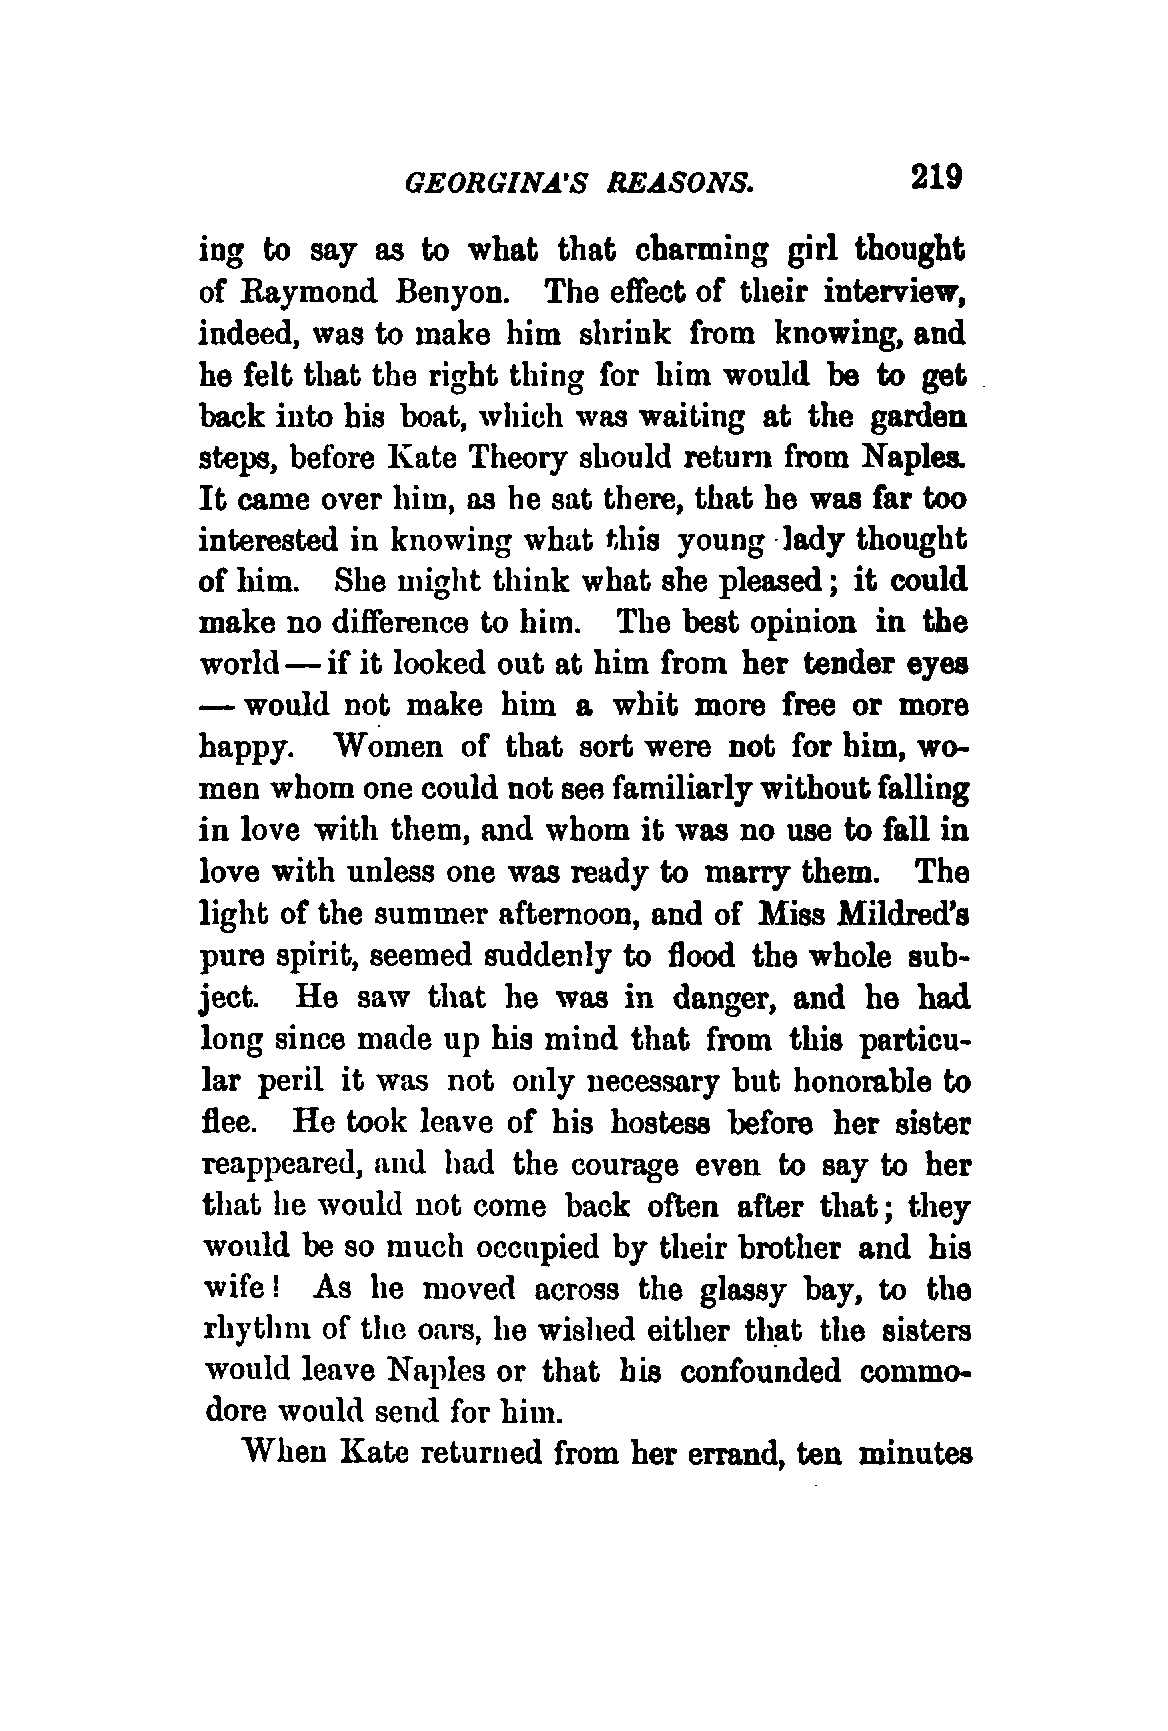 GEORGINA'S REASONS. 219
ing to say as to what that charming girl thought
of Raymond Benyon. The effect of their interview,
indeed, was to make him shrink from knowing, and
he felt that the right thing for him would be to get
back into his boat, which was waiting at the garden
steps, before Kate Theory should return from Naples.
It came over him, as he sat there, that he was far too
interested in knowing what this young lady thought
of him. She might think what she pleased; it could
make no difference to him. The best opinion in the
world — if it looked out at him from her tender eyes
— would not make him a whit more free or more
happy. Women of that sort were not for him, wo-
men whom one could not see familiarly without falling
in love with them, and whom it was no use to fall in
love with unless one was ready to marry them. The
light of the summer afternoon, and of Miss Mildred's
pure spirit, seemed suddenly to flood the whole sub-
ject. He saw that he was in danger, and he had
long since made up his mind that from this particu-
lar peril it was not only necessary but honorable to
flee. He took leave of his hostess before her sister
reappeared, and had the courage even to say to her
that he would not come back often after that; they
would be so much occupied by their brother and his
wife! As he moved across the glassy bay, to the
rhythm of the oars, he wished either that the sisters
would leave Naples or that his confounded commo-
dore would send for him.
When Kate returned from her errand, ten minutes